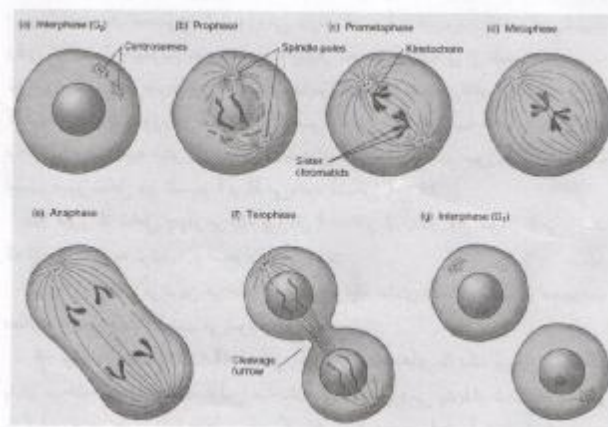 (a) Interphase (G₂)
Centrosomes
(b) Prophase
Spindle poles
(c) Prometaphase
Kinetochore
Sister
chromatids
(d) Metaphase
(e) Anaphase
(f) Telophase
Cleavage
furrow
(g) Interphase (G₁)